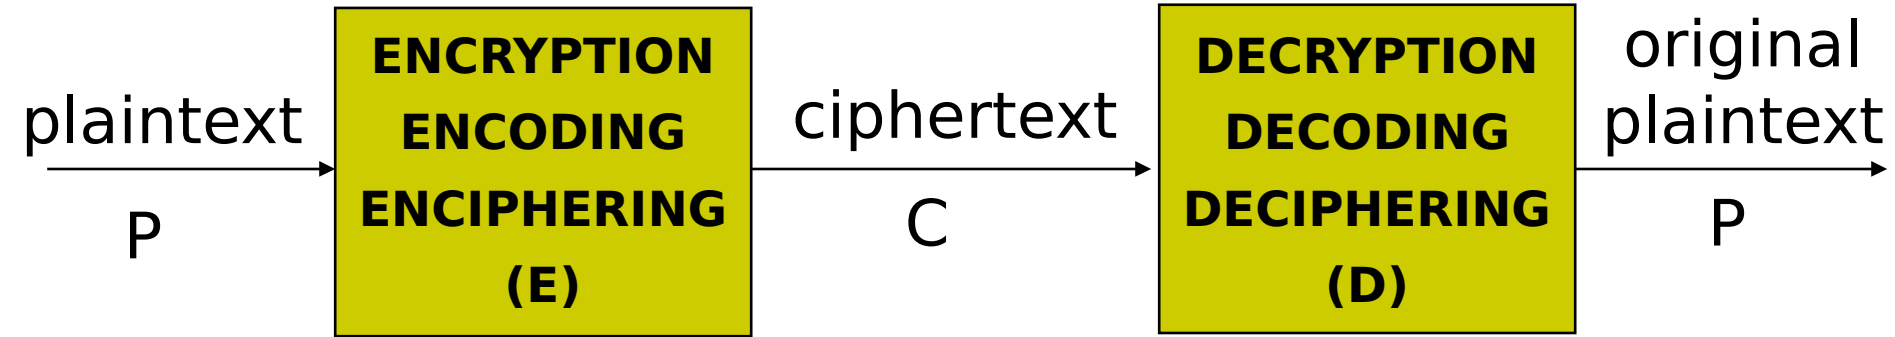 plaintext
P
ENCRYPTION
ENCODING
ENCIPHERING
(E)
ciphertext
C
DECRYPTION
DECODING
DECIPHERING
(D)
original
plaintext
P